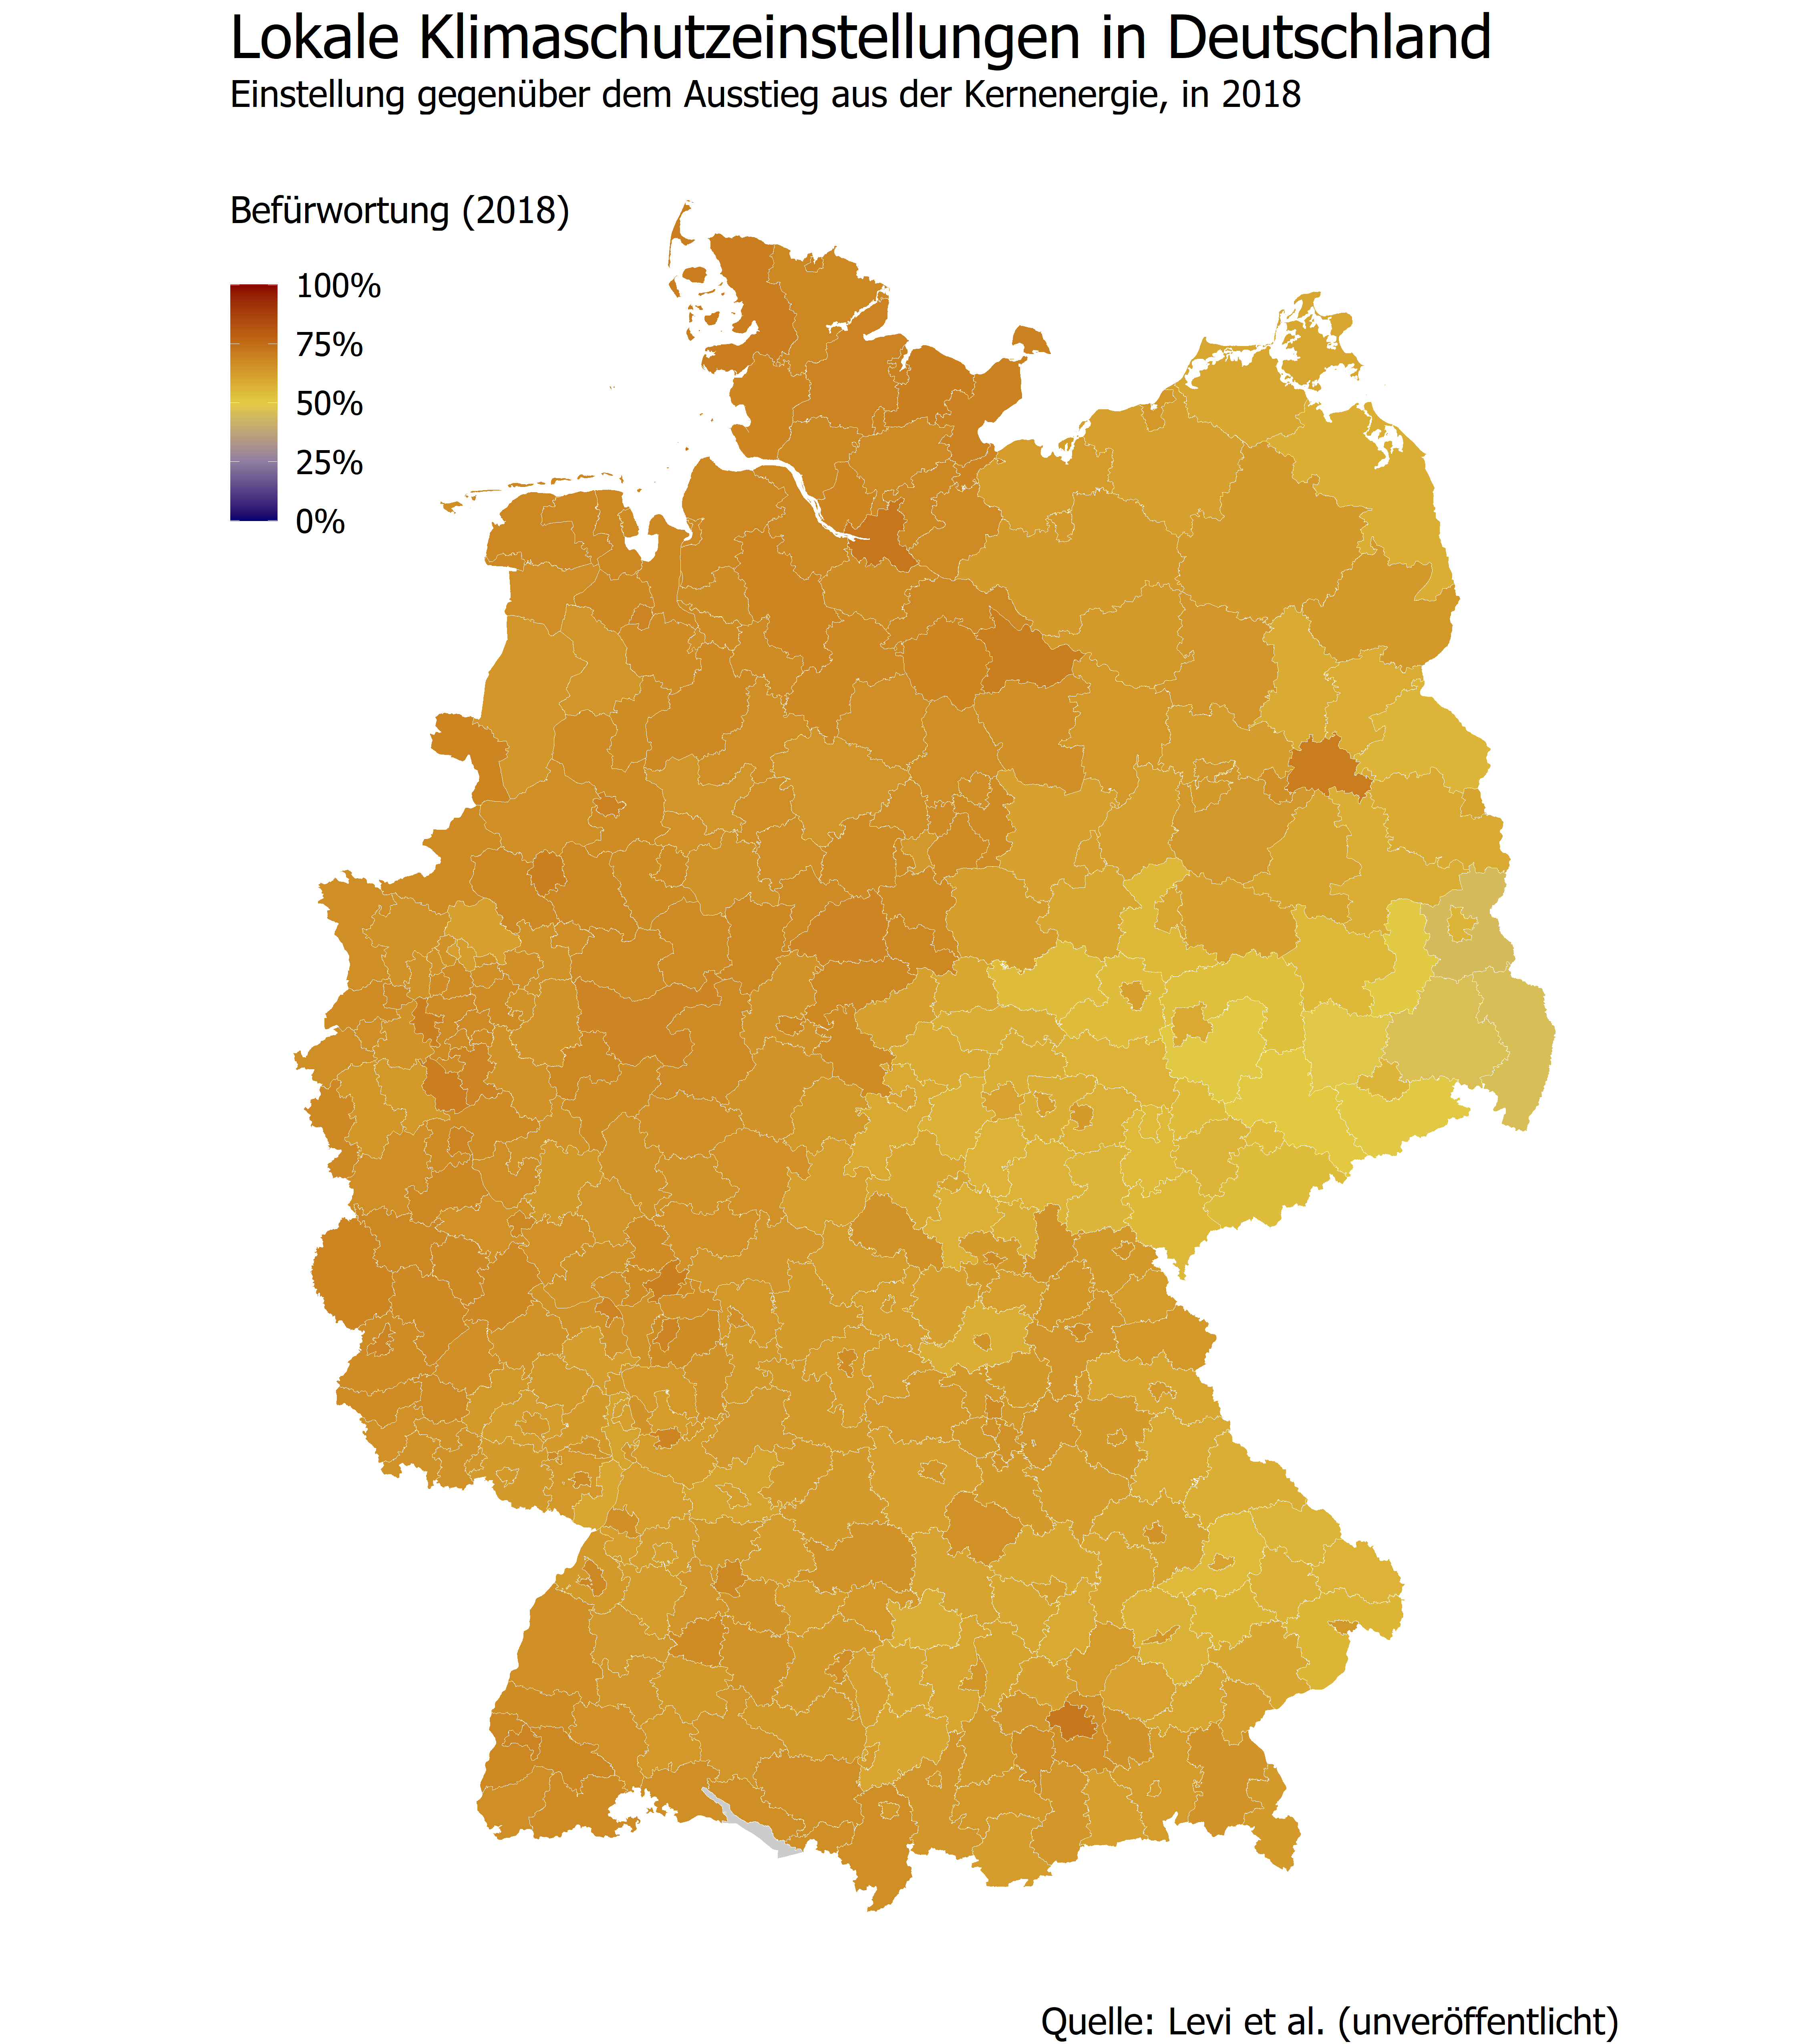 Lokale Klimaschutzeinstellungen in Deutschland
Einstellung gegenüber dem Ausstieg aus der Kernenergie, in 2018
Befürwortung (2018)
100%
75%
50%
25%
0%
Quelle: Levi et al. (unveröffentlicht)